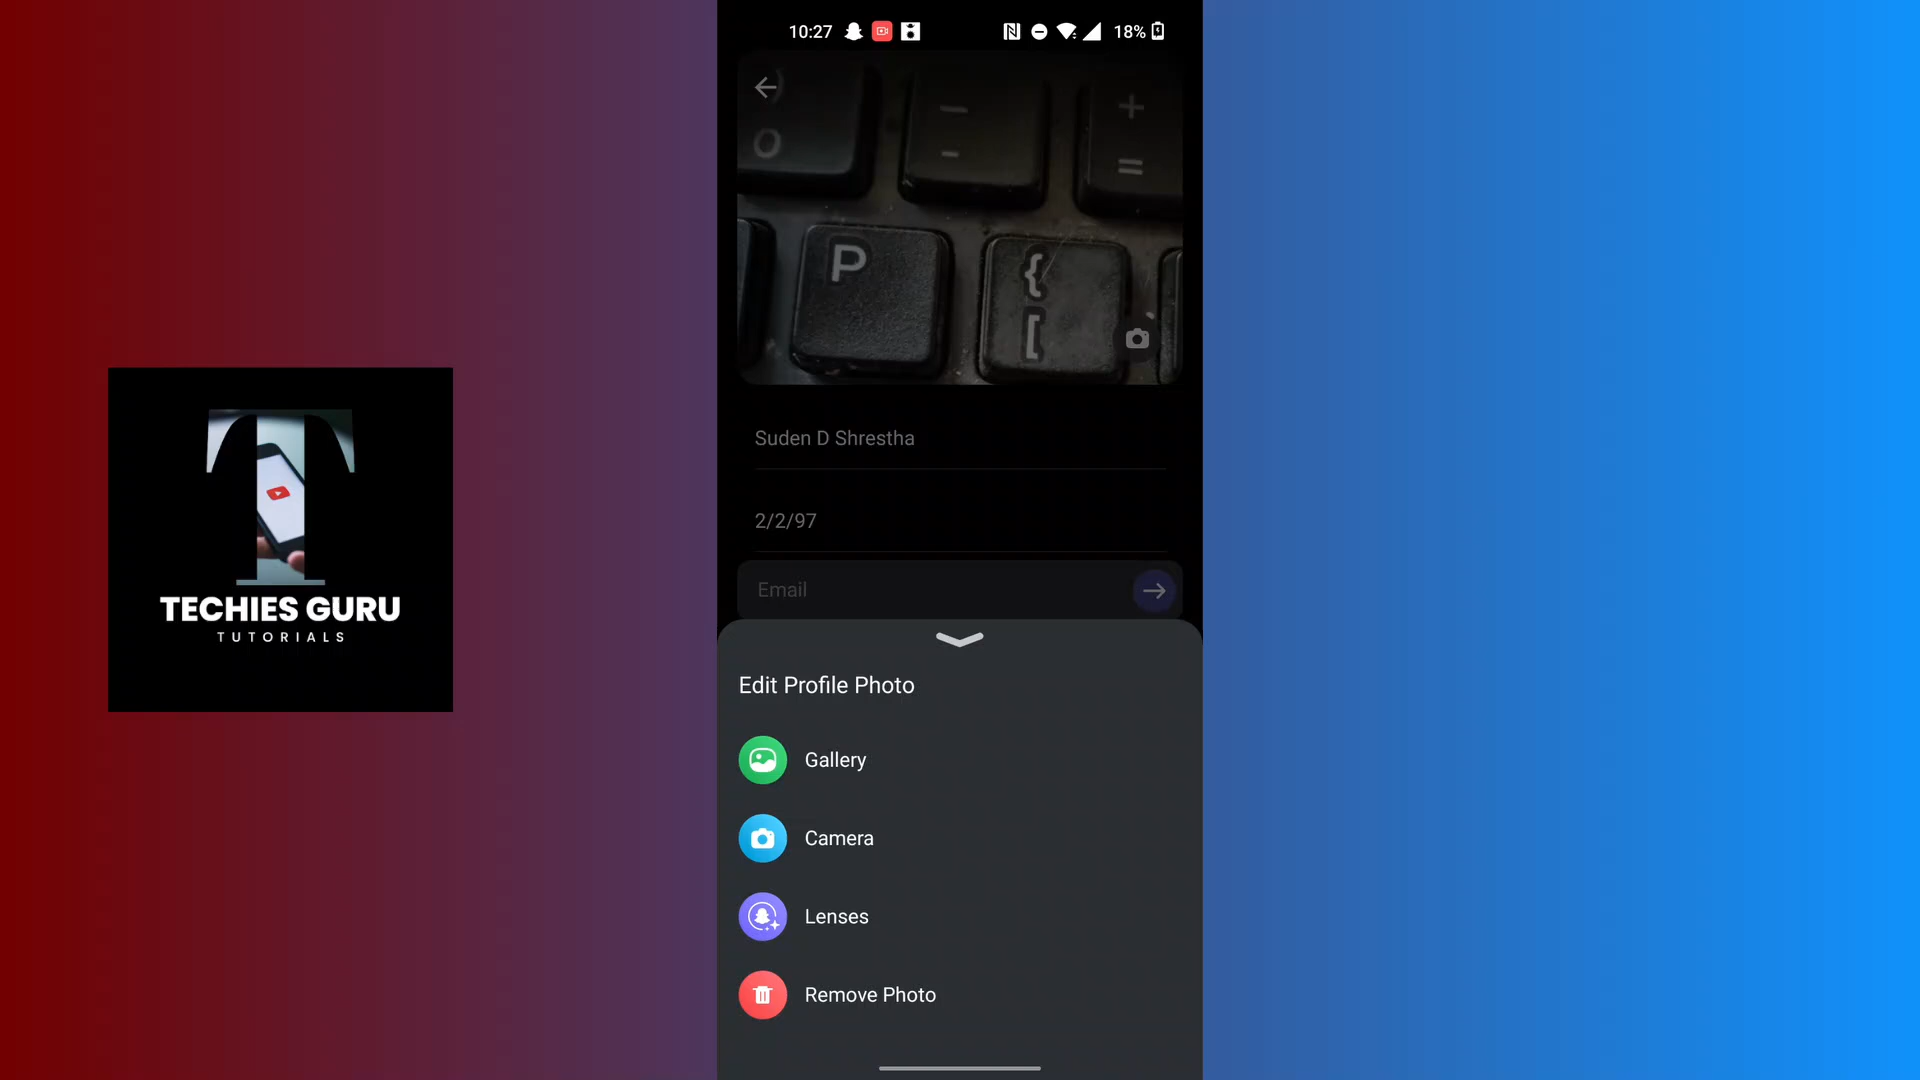 10:27
18%
)
0
_
-
+
=
P
{
[
Suden D Shrestha
2/2/97
Email
Edit Profile Photo
Gallery
Camera
Lenses
Remove Photo
T
TECHIES GURU
TUTORIALS